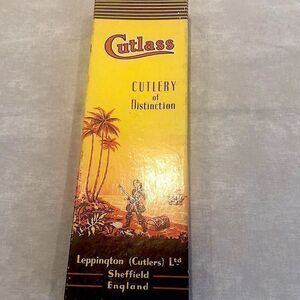 Cutlass
CUTLERY
of
Distinction
Leppington (Cutlers) Ltd
Sheffield
England